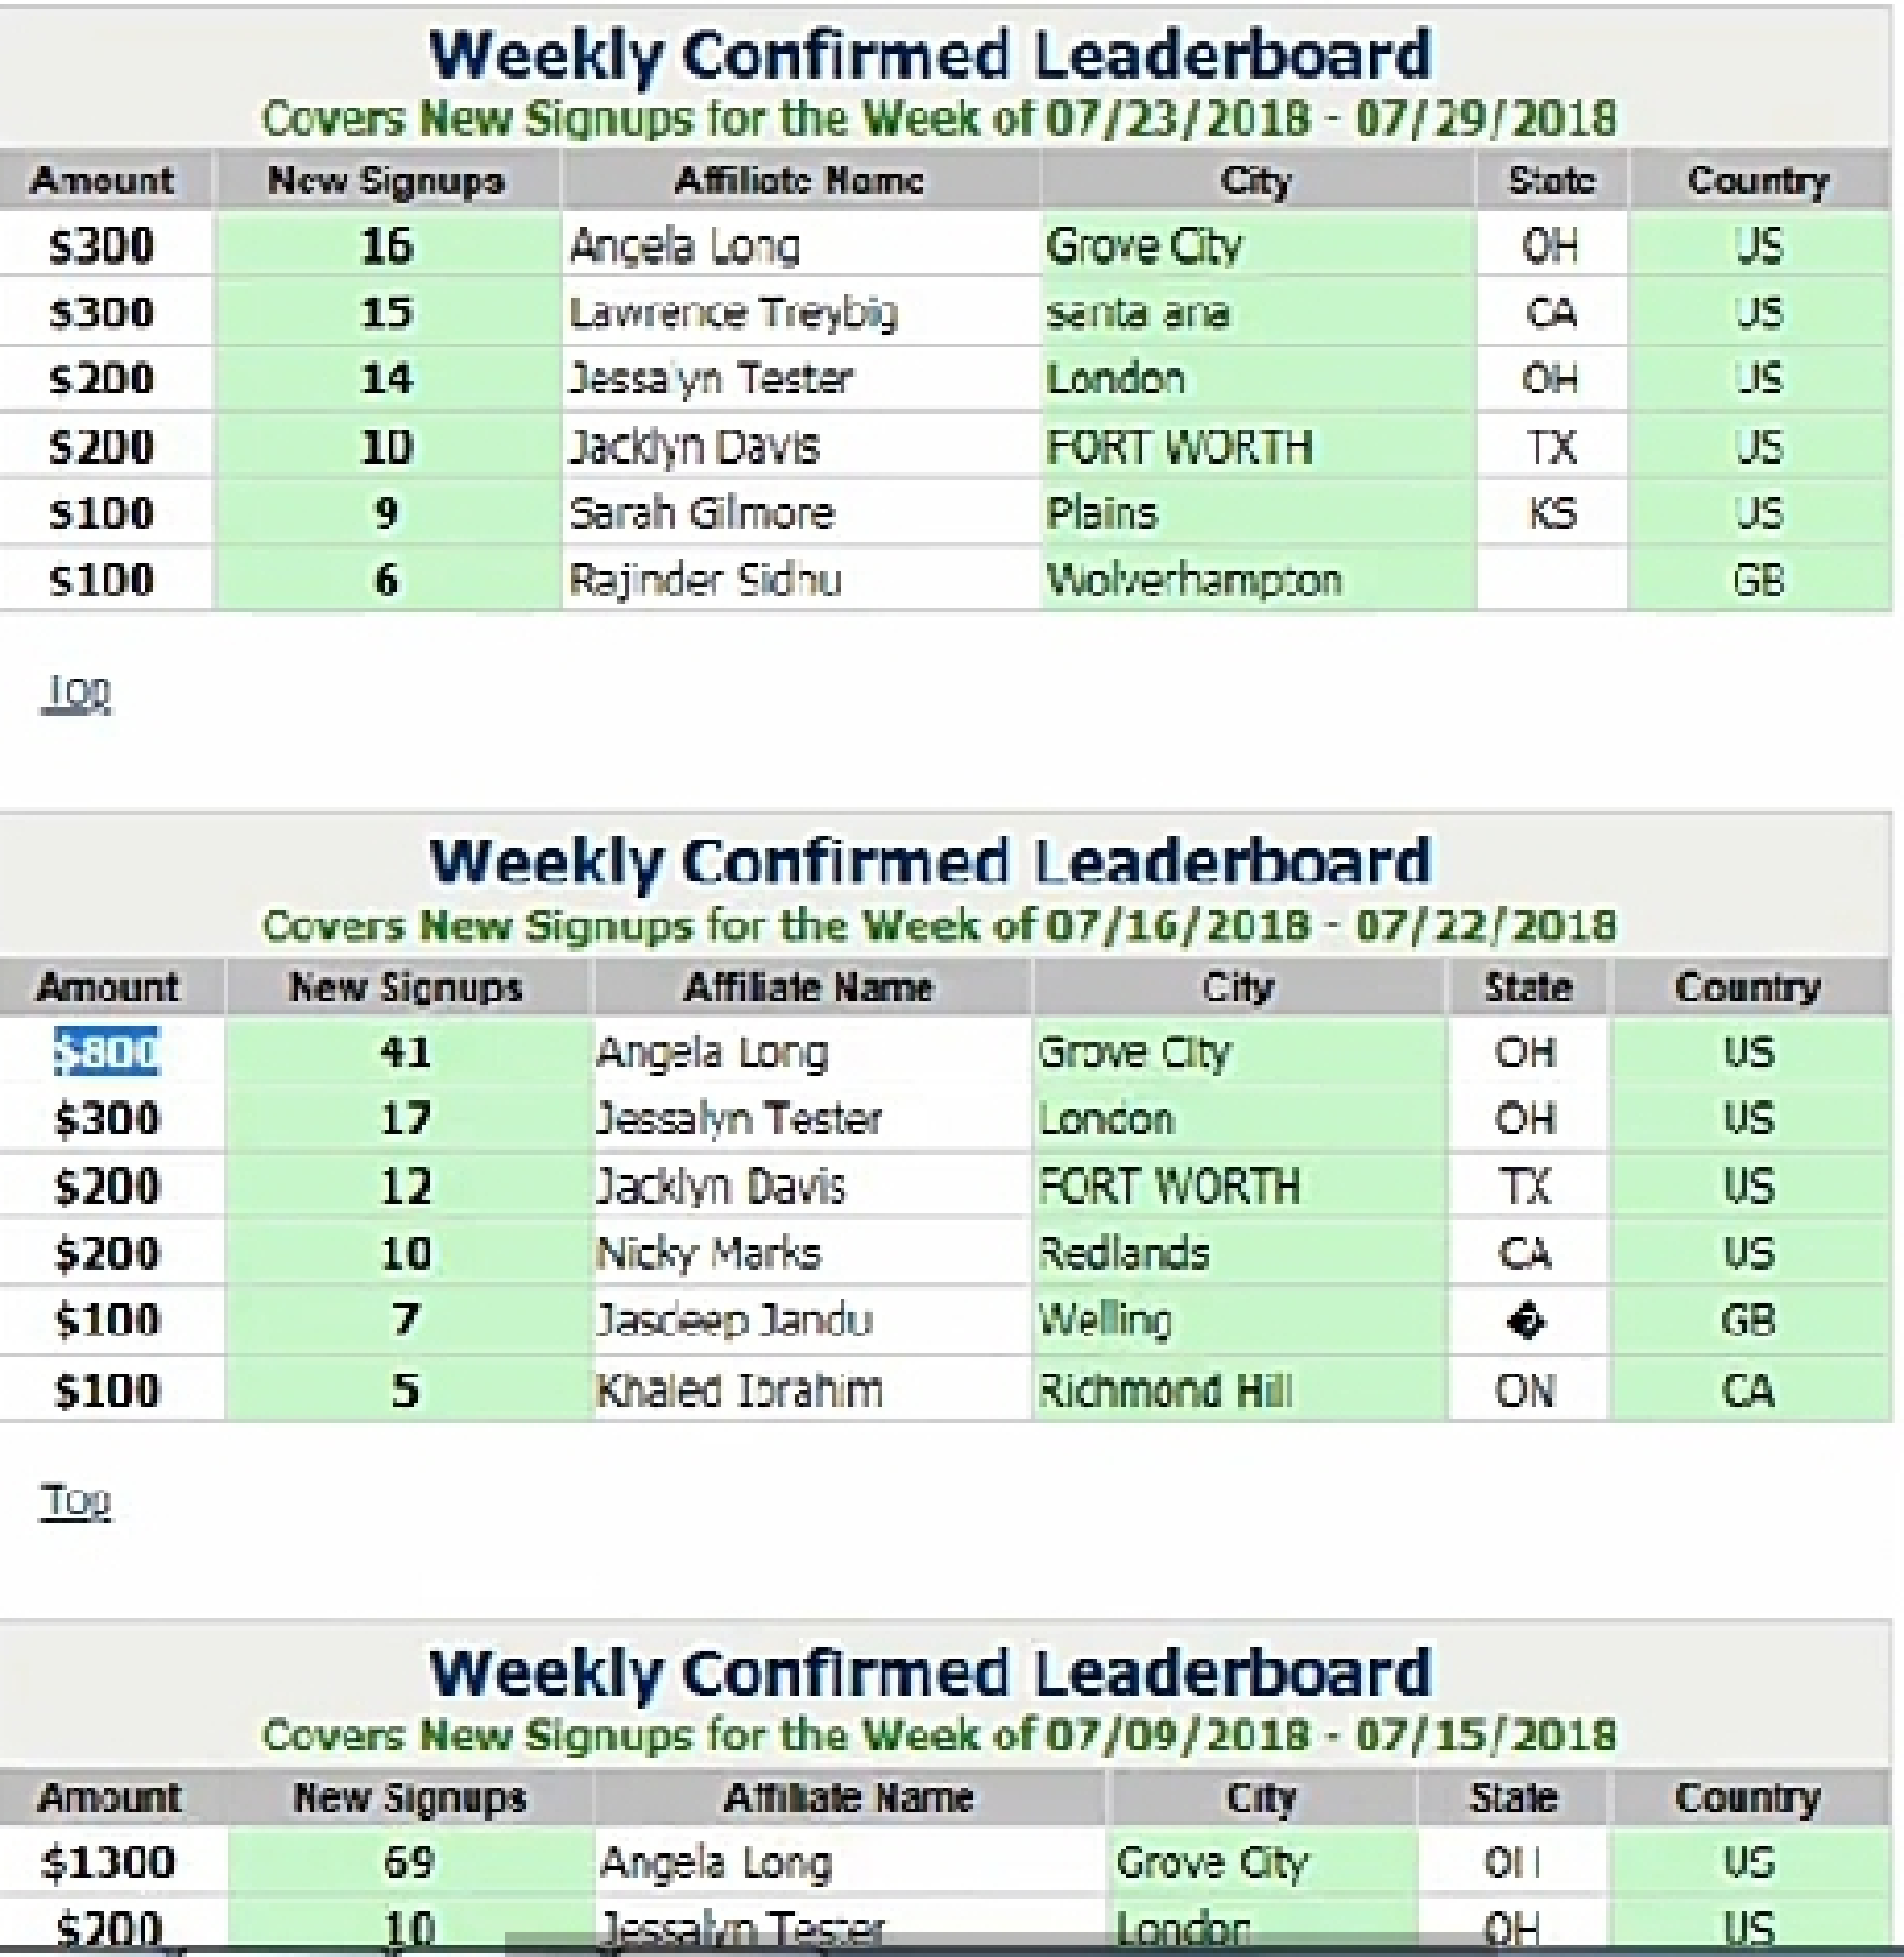 Weekly Confirmed Leaderboard
Covers New Signups for the Week of 07/23/2018 - 07/29/2018
Amount New Signups Affiliate Name City State Country
$300 16 Angela Long Grove City OH US
$300 15 Lawrence Treybig santa ana CA US
$200 14 Jessalyn Tester London OH US
$200 10 Jacklyn Davis FORT WORTH TX US
$100 9 Sarah Gilmore Plains KS US
$100 6 Rajinder Sidhu Wolverhampton GB
Top
Weekly Confirmed Leaderboard
Covers New Signups for the Week of 07/16/2018 - 07/22/2018
Amount New Signups Affiliate Name City State Country
$800 41 Angela Long Grove City OH US
$300 17 Jessalyn Tester London OH US
$200 12 Jacklyn Davis FORT WORTH TX US
$200 10 Nicky Marks Redlands CA US
$100 7 Jasdeep Jandu Welling � GB
$100 5 Khaled Ibrahim Richmond Hill ON CA
Top
Weekly Confirmed Leaderboard
Covers New Signups for the Week of 07/09/2018 - 07/15/2018
Amount New Signups Affiliate Name City State Country
$1300 69 Angela Long Grove City OH US
$200 10 Jessalyn Tester London OH US